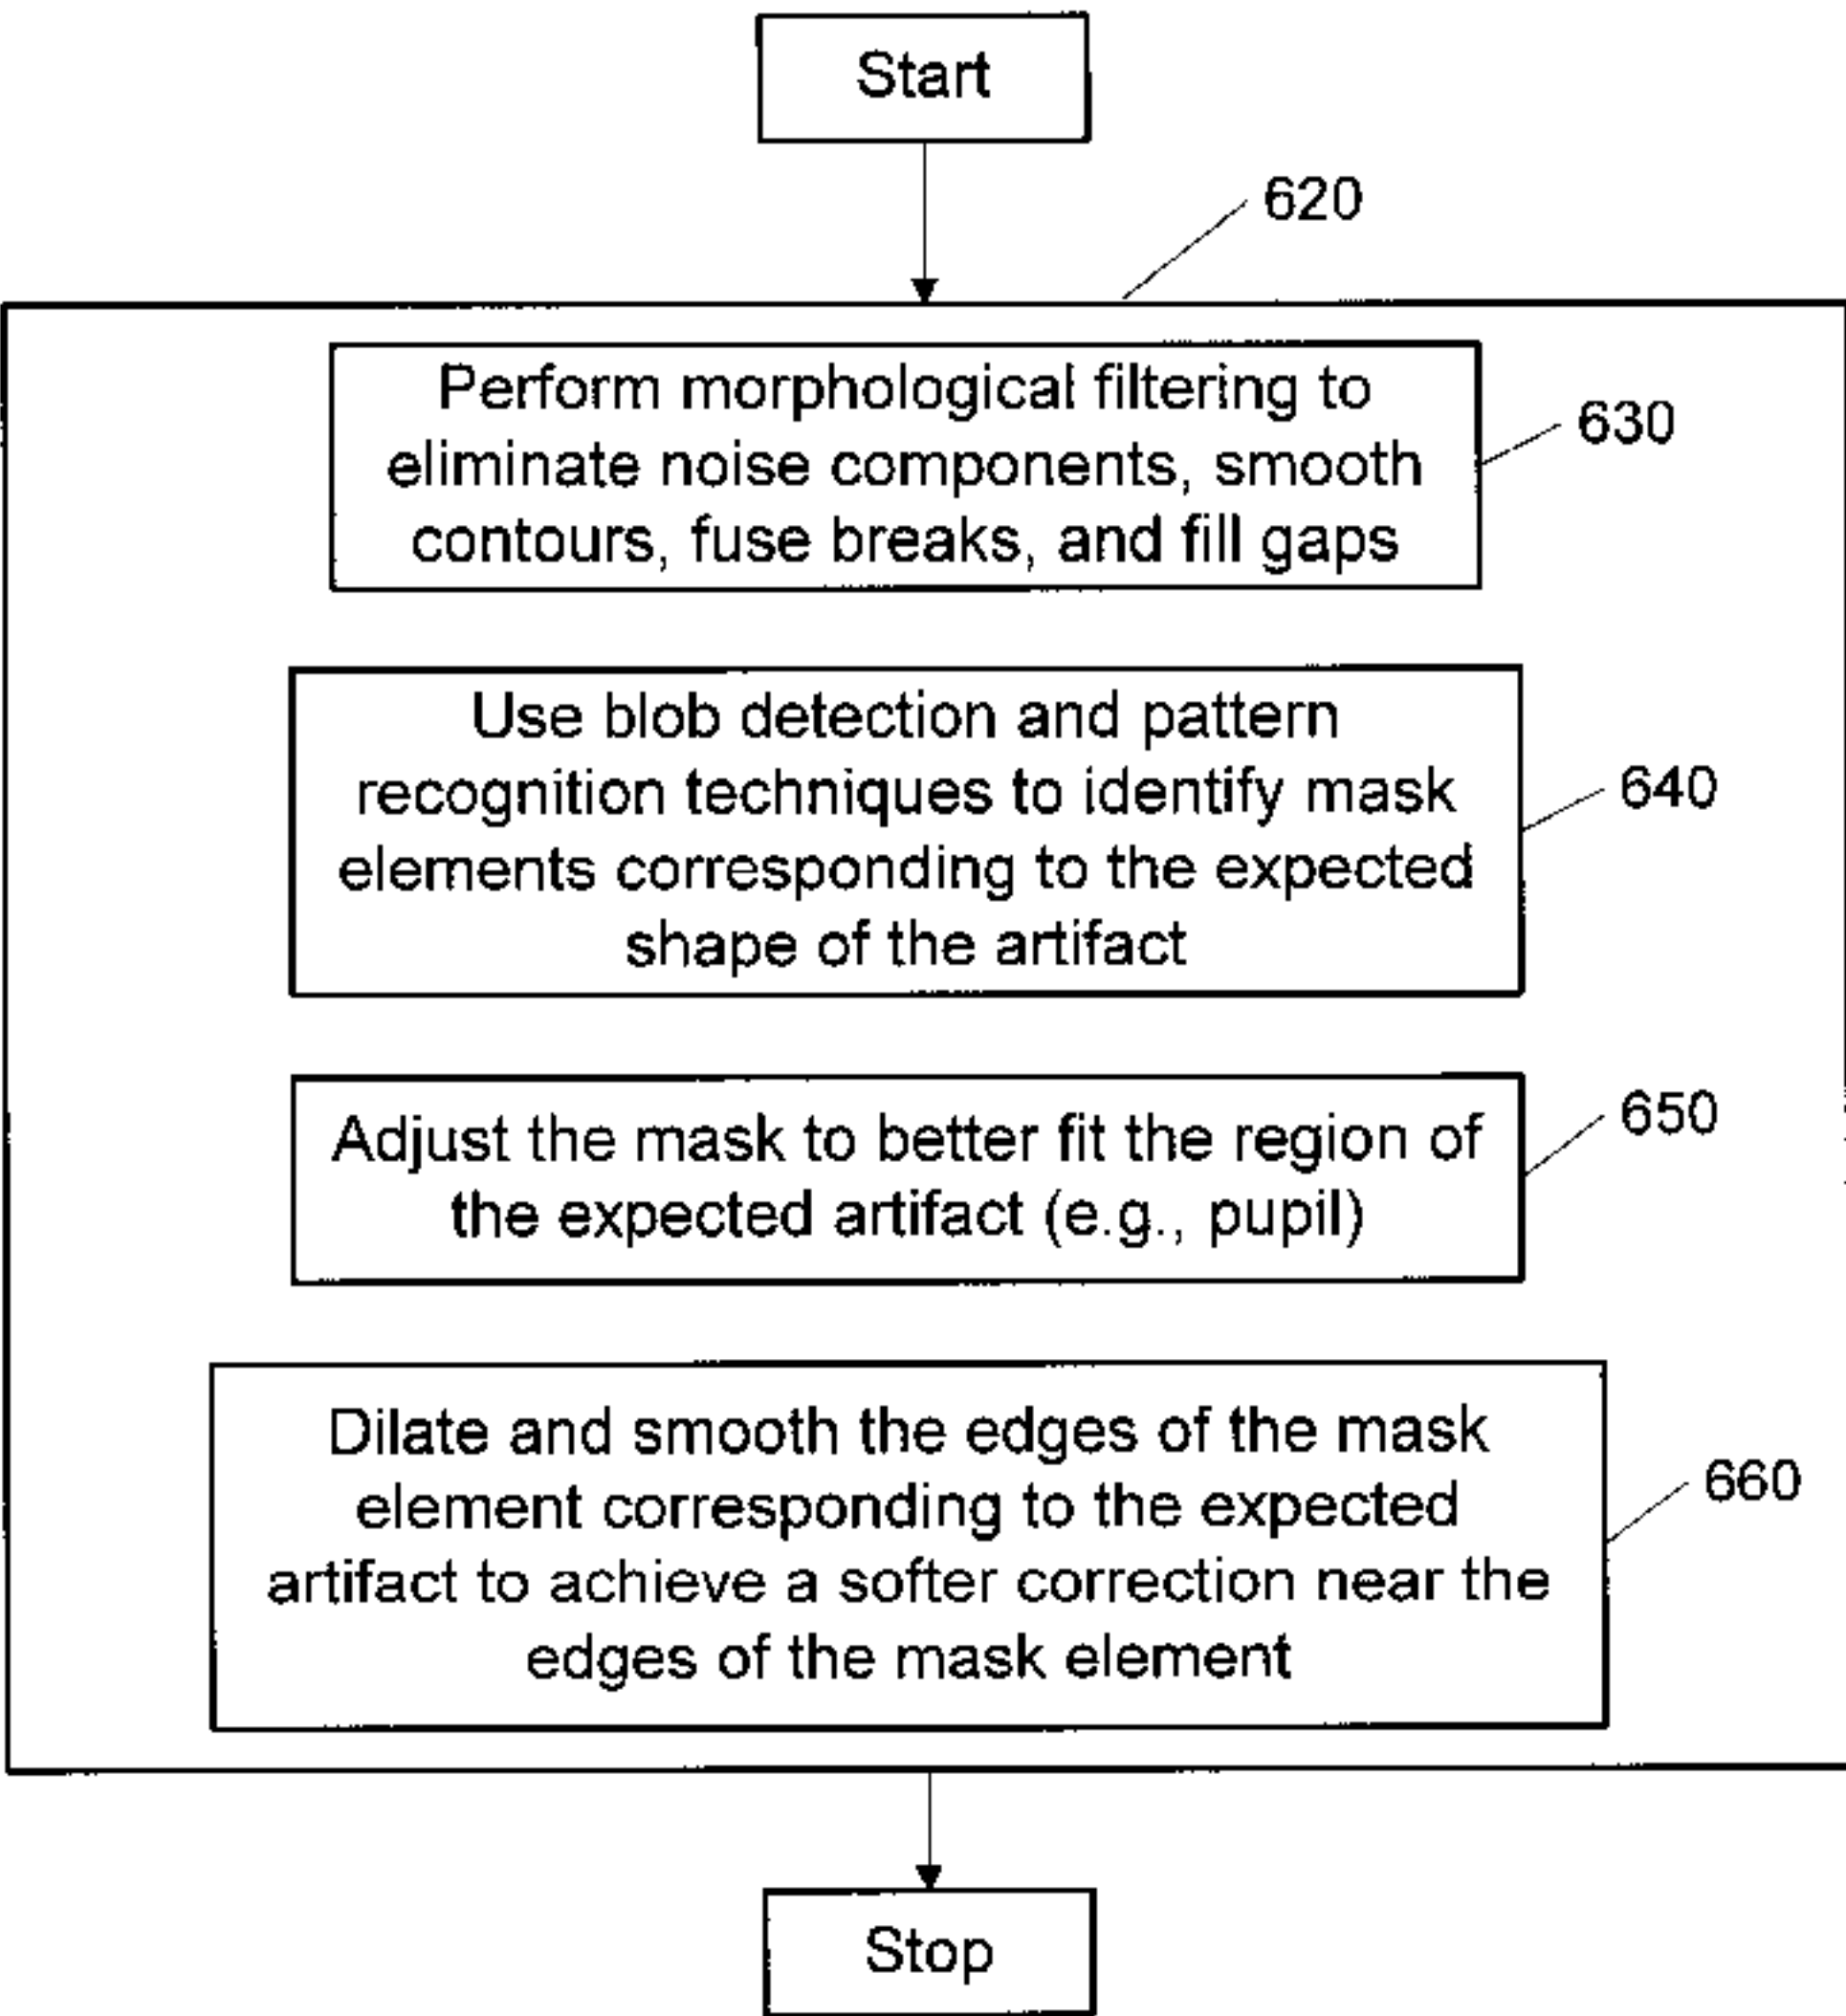 Start
620
Perform morphological filtering to
eliminate noise components, smooth
contours, fuse breaks, and fill gaps
630
Use blob detection and pattern
recognition techniques to identify mask
elements corresponding to the expected
shape of the artifact
640
Adjust the mask to better fit the region of
the expected artifact (e.g., pupil)
650
Dilate and smooth the edges of the mask
element corresponding to the expected
artifact to achieve a softer correction near the
edges of the mask element
660
Stop